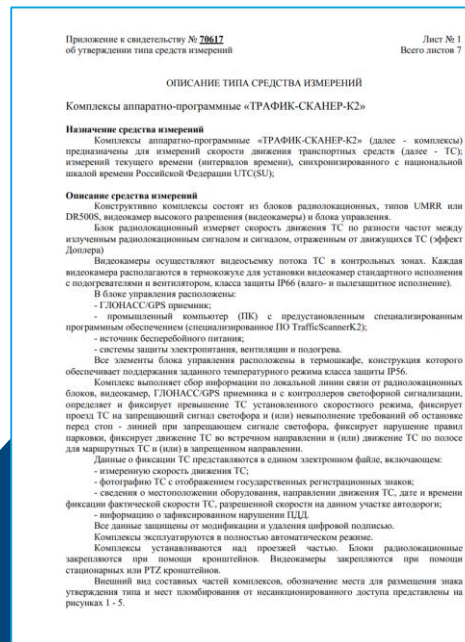 Приложение к свидетельству № 70617
Лист № 1
об утверждении типа средств измерений
Всего листов 7
ОПИСАНИЕ ТИПА СРЕДСТВА ИЗМЕРЕНИЙ
Комплексы аппаратно-программные «ТРАФИК-СКАНЕР-К2»
Назначение средства измерений
Комплексы аппаратно-программные «ТРАФИК-СКАНЕР-К2» (далее - комплексы)
предназначены для измерений скорости движения транспортных средств (далее - ТС);
измерений текущего времени (интервалов времени), синхронизированного с национальной
шкалой времени Российской Федерации UTC(SU);
Описание средства измерений
Конструктивно комплексы состоят из блоков радиолокационных, типов UMRR или
DR500S, видеокамер высокого разрешения (видеокамеры) и блока управления.
Блок радиолокационный измеряет скорость движения ТС по разности частот между
излученным радиолокационным сигналом и сигналом, отраженным от движущихся ТС (эффект
Доплера)
Видеокамеры осуществляют видеосъемку потока ТС в контрольных зонах. Каждая
видеокамера располагаются в термокожухе для установки видеокамер стандартного исполнения
с подогревателями и вентилятором, класса защиты IP66 (влаго- и пылезащитное исполнение).
В блоке управления расположены:
- ГЛОНАСС/GPS приемник;
- промышленный компьютер (ПК) с предустановленным специализированным
программным обеспечением (специализированное ПО TrafficScannerK2);
- источник бесперебойного питания;
- системы защиты электропитания, вентиляции и подогрева.
Все элементы блока управления расположены в термошкафе, конструкция которого
обеспечивает поддержания заданного температурного режима класса защиты IP56.
Комплекс выполняет сбор информации по локальной линии связи от радиолокационных
блоков, видеокамер, ГЛОНАСС/GPS приемника и с контроллеров светофорной сигнализации,
определяет и фиксирует превышение ТС установленного скоростного режима, фиксирует
проезд ТС на запрещающий сигнал светофора и (или) невыполнение требований об остановке
перед стоп - линией при запрещающем сигнале светофора, фиксирует нарушение правил
парковки, фиксирует движение ТС во встречном направлении и (или) движение ТС по полосе
для маршрутных ТС и (или) в запрещенном направлении.
Данные о фиксации ТС представляются в едином электронном файле, включающем:
- измеренную скорость движения ТС;
- фотографию ТС с отображением государственных регистрационных знаков;
- сведения о местоположении оборудования, направлении движения ТС, дате и времени
фиксации фактической скорости ТС, разрешенной скорости на данном участке автодороги;
- информацию о зафиксированном нарушении ПДД.
Все данные защищены от модификации и удаления цифровой подписью.
Комплексы эксплуатируются в полностью автоматическом режиме.
Комплексы устанавливаются над проезжей частью. Блоки радиолокационные
закрепляются при помощи кронштейнов. Видеокамеры закрепляются при помощи
стационарных или PTZ кронштейнов.
Внешний вид составных частей комплексов, обозначение места для размещения знака
утверждения типа и мест пломбирования от несанкционированного доступа представлены на
рисунках 1 - 5.